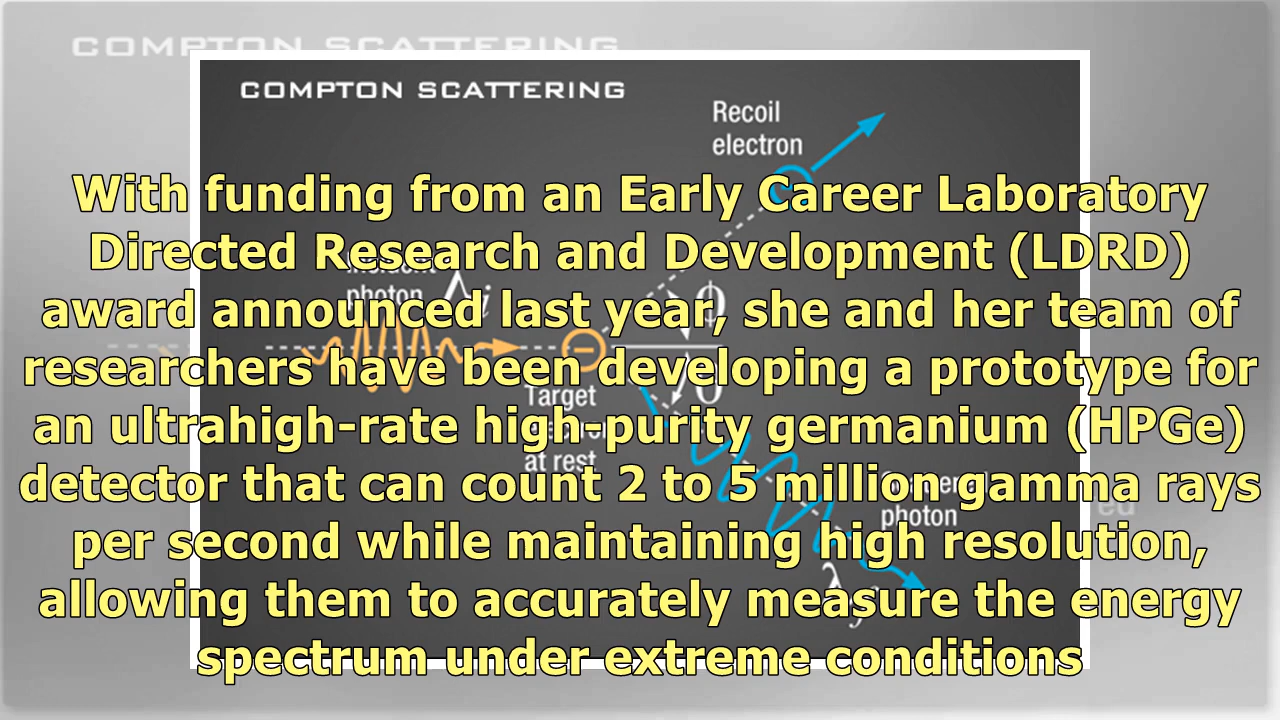 COMPTON SCATTERING
COMPTON SCATTERING
Recoil
electron
With funding from an Early Career Laboratory
Directed Research and Development (LDRD)
award announced last year, she and her team of
researchers have been developing a prototype for
an ultrahigh-rate high-purity germanium (HPGe)
detector that can count 2 to 5 million gamma rays
per second while maintaining high resolution,
allowing them to accurately measure the energy
spectrum under extreme conditions
photon
Target
at rest
photon